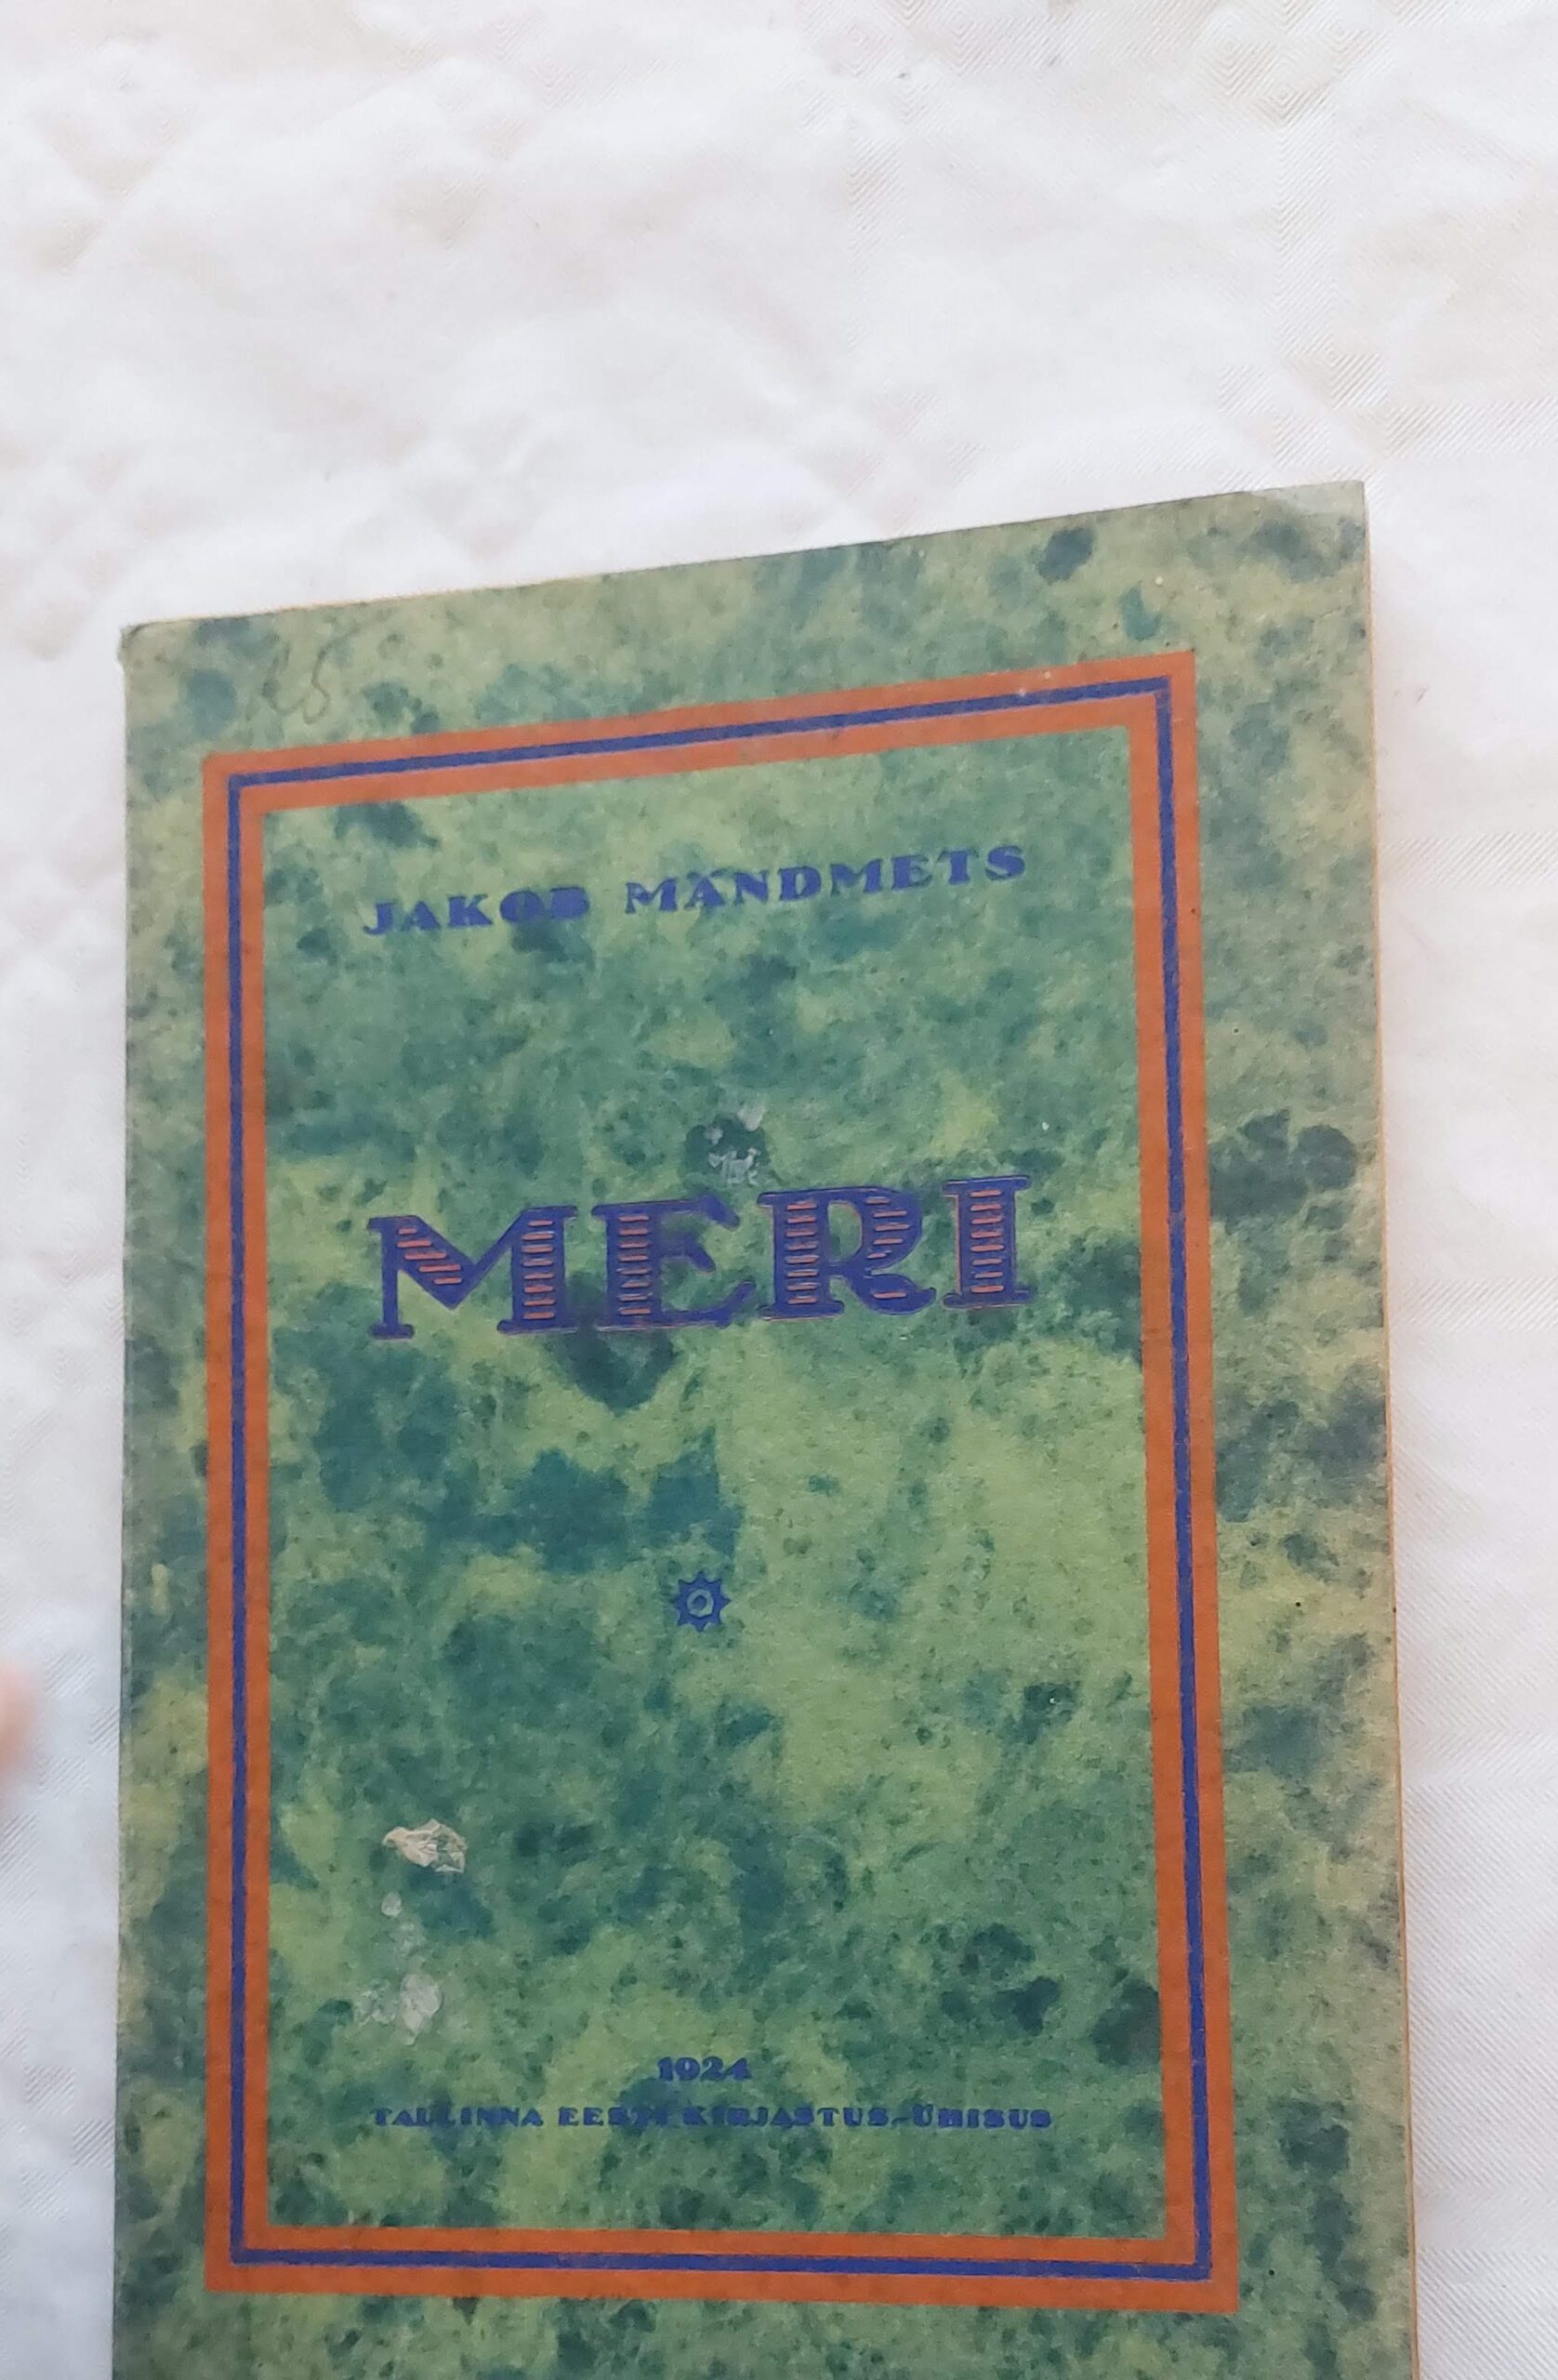 JAKOB MÄNDMETS
MERI
1924
TALLINNA EESTI KIRJASTUS-ÜHISUS